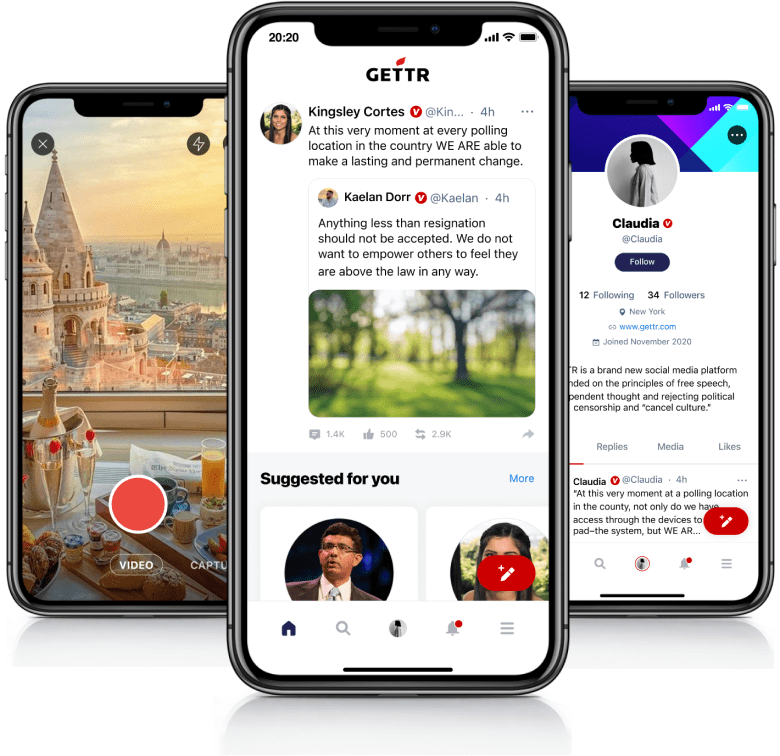 VIDEO
CAPTU
20:20
GETTR
Kingsley Cortes V @Kin... · 4h ...
At this very moment at every polling
location in the country WE ARE able to
make a lasting and permanent change.
Kaelan Dorr V @Kaelan · 4h
Anything less than resignation
should not be accepted. We do not
want to empower others to feel they
are above the law in any way.
1.4K 500 2.9K
Suggested for you More
Claudia V
@Claudia
Follow
12 Following 34 Followers
New York
www.gettr.com
Joined November 2020
TR is a brand new social media platform
nded on the principles of free speech,
pendent thought and rejecting political
censorship and “cancel culture.”
Replies Media Likes
Claudia V @Claudia · 4h ...
"At this very moment at a polling location
in the county, not only do we have
access through the devices to
pad–the system, but WE AR...